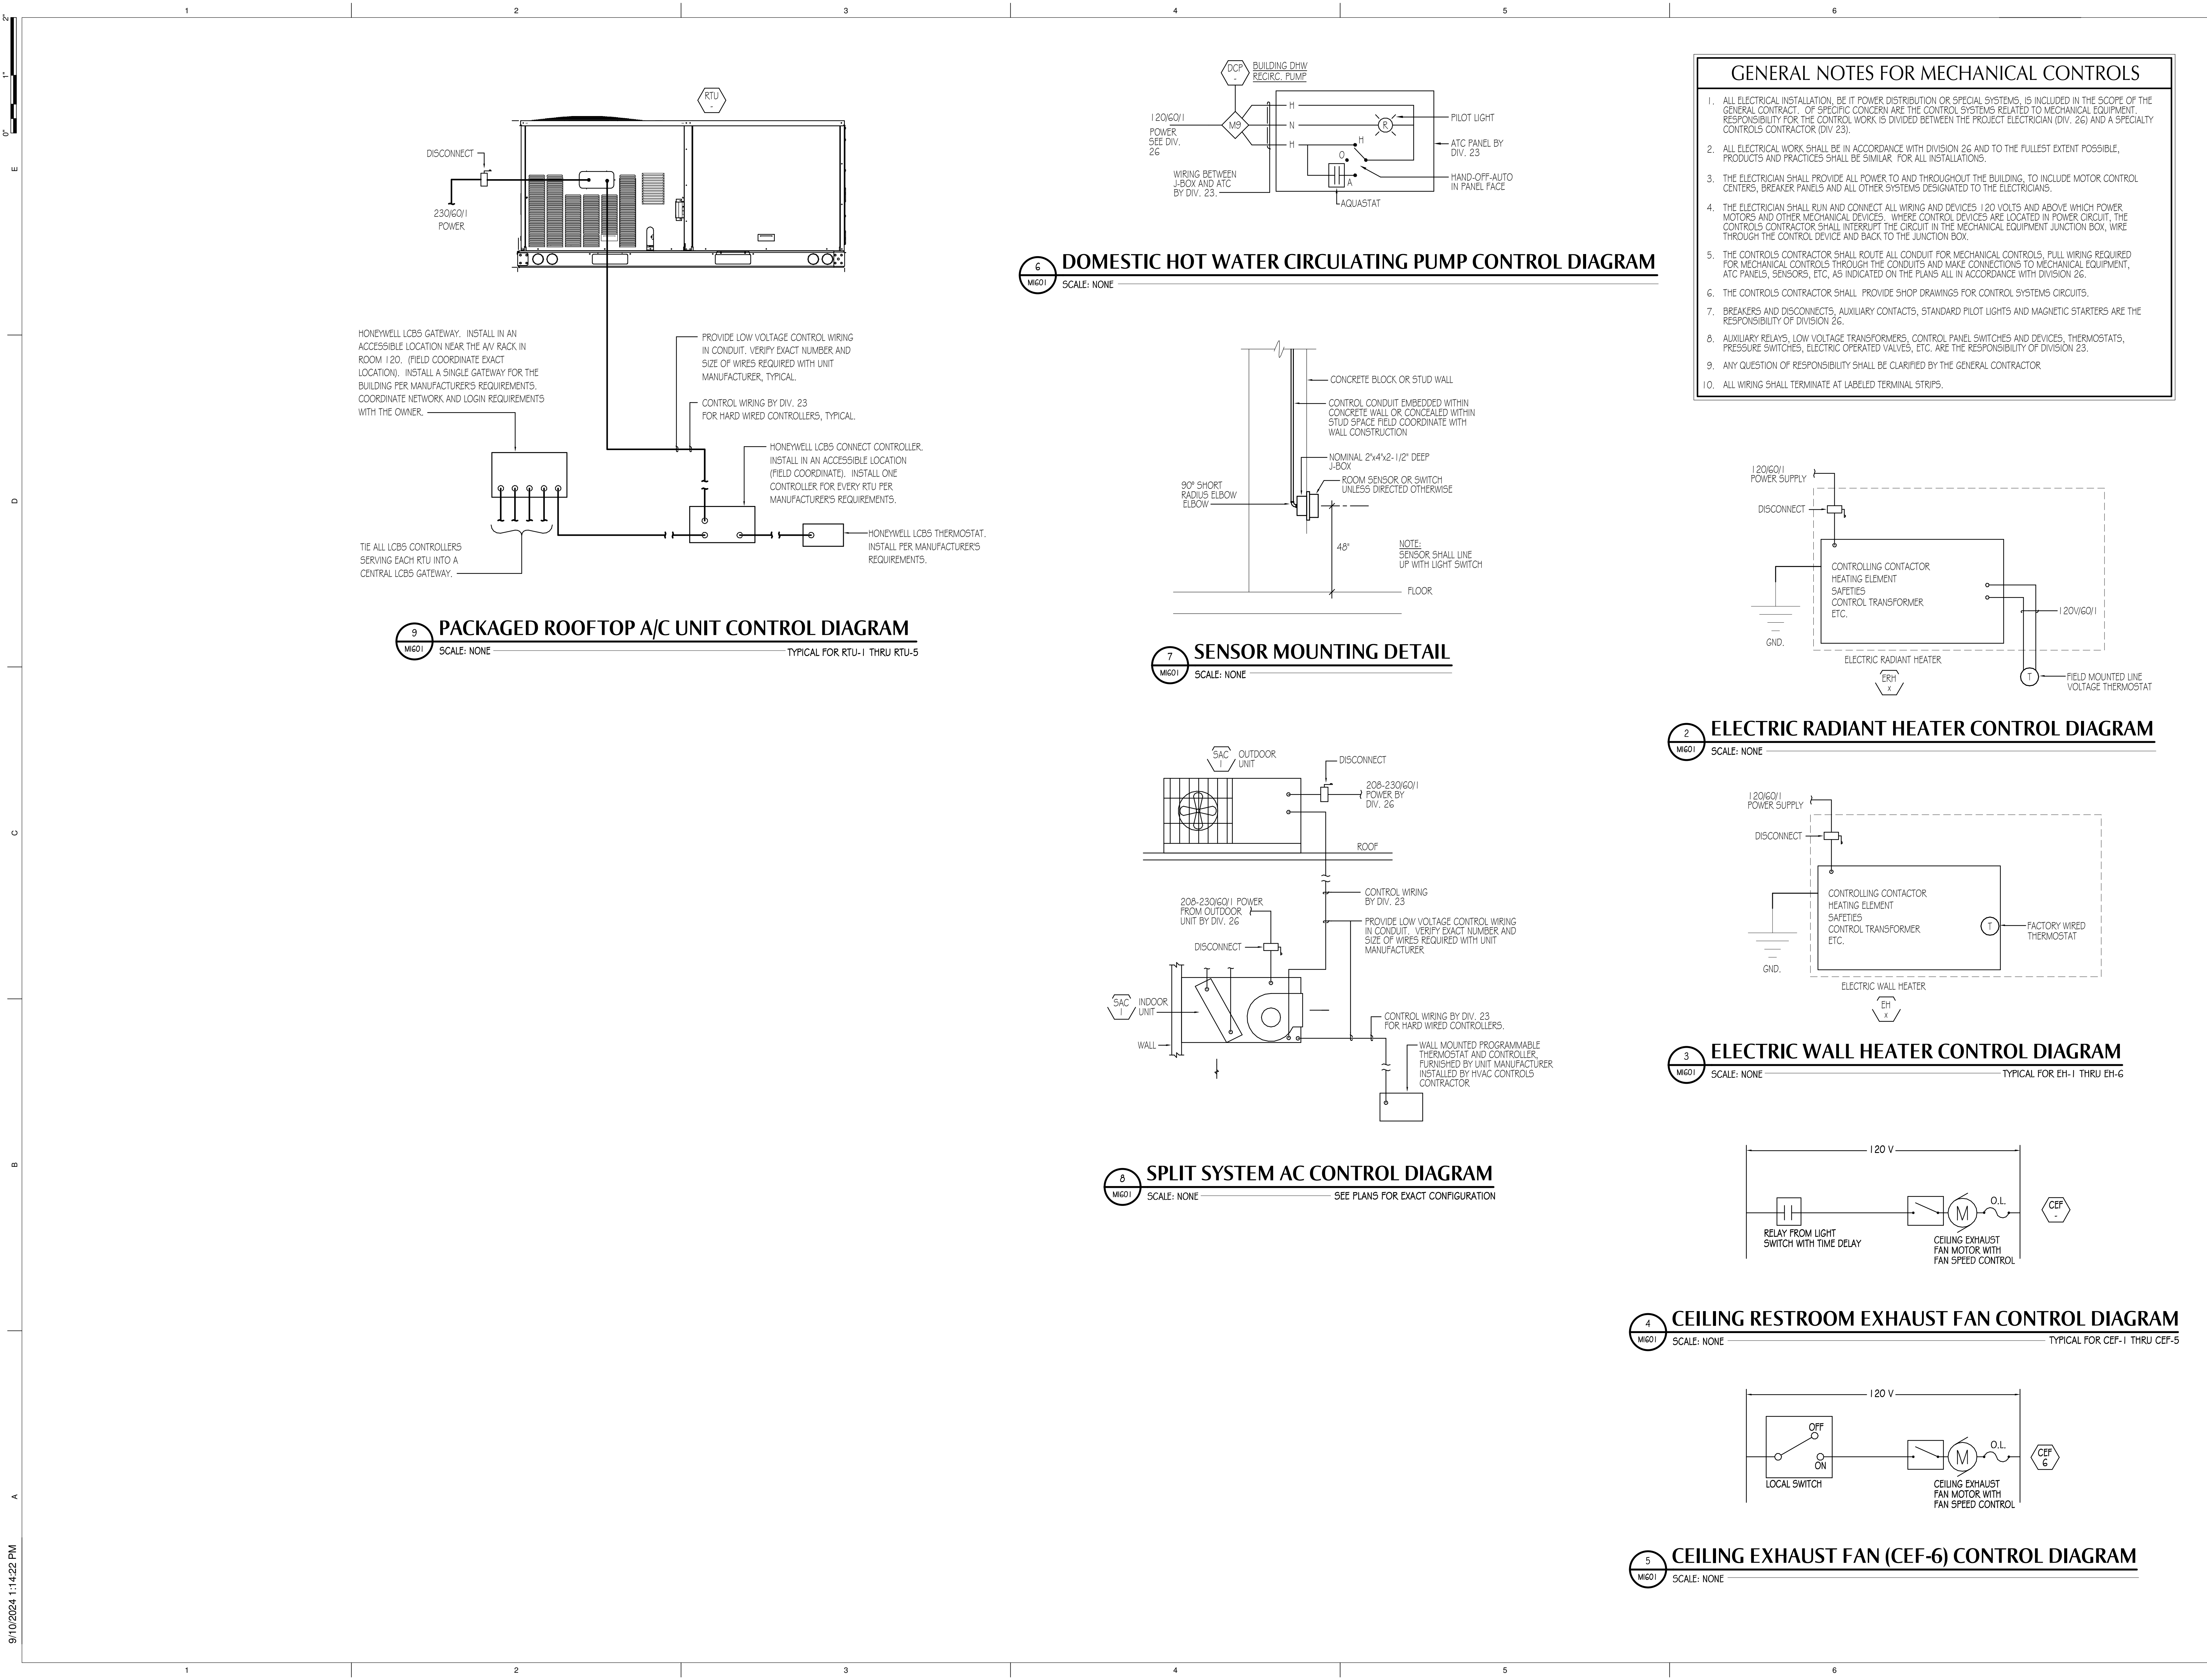 1 2 3 4 5 6
2"
1"
0"
E
D
C
B
A
9/10/2024 1:14:22 PM
RTU
-
DISCONNECT
230/60/1
POWER
HONEYWELL LCBS GATEWAY. INSTALL IN AN
ACCESSIBLE LOCATION NEAR THE A/V RACK IN
ROOM 120. (FIELD COORDINATE EXACT
LOCATION). INSTALL A SINGLE GATEWAY FOR THE
BUILDING PER MANUFACTURER'S REQUIREMENTS.
COORDINATE NETWORK AND LOGIN REQUIREMENTS
WITH THE OWNER.
PROVIDE LOW VOLTAGE CONTROL WIRING
IN CONDUIT. VERIFY EXACT NUMBER AND
SIZE OF WIRES REQUIRED WITH UNIT
MANUFACTURER, TYPICAL.
CONTROL WIRING BY DIV. 23
FOR HARD WIRED CONTROLLERS, TYPICAL.
HONEYWELL LCBS CONNECT CONTROLLER.
INSTALL IN AN ACCESSIBLE LOCATION
(FIELD COORDINATE). INSTALL ONE
CONTROLLER FOR EVERY RTU PER
MANUFACTURER'S REQUIREMENTS.
HONEYWELL LCBS THERMOSTAT.
INSTALL PER MANUFACTURER'S
REQUIREMENTS.
TIE ALL LCBS CONTROLLERS
SERVING EACH RTU INTO A
CENTRAL LCBS GATEWAY.
9
M1601
PACKAGED ROOFTOP A/C UNIT CONTROL DIAGRAM
SCALE: NONE
TYPICAL FOR RTU-1 THRU RTU-5
DCP
-
BUILDING DHW
RECIRC. PUMP
120/60/1
POWER
SEE DIV.
26
M9
H
N
H
R
H
O
A
PILOT LIGHT
ATC PANEL BY
DIV. 23
HAND-OFF-AUTO
IN PANEL FACE
AQUASTAT
WIRING BETWEEN
J-BOX AND ATC
BY DIV. 23.
6
M1601
DOMESTIC HOT WATER CIRCULATING PUMP CONTROL DIAGRAM
SCALE: NONE
CONCRETE BLOCK OR STUD WALL
CONTROL CONDUIT EMBEDDED WITHIN
CONCRETE WALL OR CONCEALED WITHIN
STUD SPACE FIELD COORDINATE WITH
WALL CONSTRUCTION
NOMINAL 2"x4"x2-1/2" DEEP
J-BOX
ROOM SENSOR OR SWITCH
UNLESS DIRECTED OTHERWISE
90° SHORT
RADIUS ELBOW
ELBOW
48"
NOTE:
SENSOR SHALL LINE
UP WITH LIGHT SWITCH
FLOOR
7
M1601
SENSOR MOUNTING DETAIL
SCALE: NONE
SAC
1
OUTDOOR
UNIT
DISCONNECT
208-230/60/1
POWER BY
DIV. 26
ROOF
CONTROL WIRING
BY DIV. 23
208-230/60/1 POWER
FROM OUTDOOR
UNIT BY DIV. 26
PROVIDE LOW VOLTAGE CONTROL WIRING
IN CONDUIT. VERIFY EXACT NUMBER AND
SIZE OF WIRES REQUIRED WITH UNIT
MANUFACTURER
DISCONNECT
SAC
1
INDOOR
UNIT
WALL
CONTROL WIRING BY DIV. 23
FOR HARD WIRED CONTROLLERS.
WALL MOUNTED PROGRAMMABLE
THERMOSTAT AND CONTROLLER,
FURNISHED BY UNIT MANUFACTURER
INSTALLED BY HVAC CONTROLS
CONTRACTOR
8
M1601
SPLIT SYSTEM AC CONTROL DIAGRAM
SCALE: NONE
SEE PLANS FOR EXACT CONFIGURATION
GENERAL NOTES FOR MECHANICAL CONTROLS
1. ALL ELECTRICAL INSTALLATION, BE IT POWER DISTRIBUTION OR SPECIAL SYSTEMS, IS INCLUDED IN THE SCOPE OF THE
GENERAL CONTRACT. OF SPECIFIC CONCERN ARE THE CONTROL SYSTEMS RELATED TO MECHANICAL EQUIPMENT.
RESPONSIBILITY FOR THE CONTROL WORK IS DIVIDED BETWEEN THE PROJECT ELECTRICIAN (DIV. 26) AND A SPECIALTY
CONTROLS CONTRACTOR (DIV 23).
2. ALL ELECTRICAL WORK SHALL BE IN ACCORDANCE WITH DIVISION 26 AND TO THE FULLEST EXTENT POSSIBLE,
PRODUCTS AND PRACTICES SHALL BE SIMILAR FOR ALL INSTALLATIONS.
3. THE ELECTRICIAN SHALL PROVIDE ALL POWER TO AND THROUGHOUT THE BUILDING, TO INCLUDE MOTOR CONTROL
CENTERS, BREAKER PANELS AND ALL OTHER SYSTEMS DESIGNATED TO THE ELECTRICIANS.
4. THE ELECTRICIAN SHALL RUN AND CONNECT ALL WIRING AND DEVICES 120 VOLTS AND ABOVE WHICH POWER
MOTORS AND OTHER MECHANICAL DEVICES. WHERE CONTROL DEVICES ARE LOCATED IN POWER CIRCUIT, THE
CONTROLS CONTRACTOR SHALL INTERRUPT THE CIRCUIT IN THE MECHANICAL EQUIPMENT JUNCTION BOX, WIRE
THROUGH THE CONTROL DEVICE AND BACK TO THE JUNCTION BOX.
5. THE CONTROLS CONTRACTOR SHALL ROUTE ALL CONDUIT FOR MECHANICAL CONTROLS, PULL WIRING REQUIRED
FOR MECHANICAL CONTROLS THROUGH THE CONDUITS AND MAKE CONNECTIONS TO MECHANICAL EQUIPMENT,
ATC PANELS, SENSORS, ETC, AS INDICATED ON THE PLANS ALL IN ACCORDANCE WITH DIVISION 26.
6. THE CONTROLS CONTRACTOR SHALL PROVIDE SHOP DRAWINGS FOR CONTROL SYSTEMS CIRCUITS.
7. BREAKERS AND DISCONNECTS, AUXILIARY CONTACTS, STANDARD PILOT LIGHTS AND MAGNETIC STARTERS ARE THE
RESPONSIBILITY OF DIVISION 26.
8. AUXILIARY RELAYS, LOW VOLTAGE TRANSFORMERS, CONTROL PANEL SWITCHES AND DEVICES, THERMOSTATS,
PRESSURE SWITCHES, ELECTRIC OPERATED VALVES, ETC. ARE THE RESPONSIBILITY OF DIVISION 23.
9. ANY QUESTION OF RESPONSIBILITY SHALL BE CLARIFIED BY THE GENERAL CONTRACTOR
10. ALL WIRING SHALL TERMINATE AT LABELED TERMINAL STRIPS.
120/60/1
POWER SUPPLY
DISCONNECT
CONTROLLING CONTACTOR
HEATING ELEMENT
SAFETIES
CONTROL TRANSFORMER
ETC.
120V/60/1
GND.
ELECTRIC RADIANT HEATER
ERH
x
T
FIELD MOUNTED LINE
VOLTAGE THERMOSTAT
2
M1601
ELECTRIC RADIANT HEATER CONTROL DIAGRAM
SCALE: NONE
120/60/1
POWER SUPPLY
DISCONNECT
CONTROLLING CONTACTOR
HEATING ELEMENT
SAFETIES
CONTROL TRANSFORMER
ETC.
T
FACTORY WIRED
THERMOSTAT
GND.
ELECTRIC WALL HEATER
EH
x
3
M1601
ELECTRIC WALL HEATER CONTROL DIAGRAM
SCALE: NONE
TYPICAL FOR EH-1 THRU EH-6
120 V
RELAY FROM LIGHT
SWITCH WITH TIME DELAY
M
O.L.
CEF
-
CEILING EXHAUST
FAN MOTOR WITH
FAN SPEED CONTROL
4
M1601
CEILING RESTROOM EXHAUST FAN CONTROL DIAGRAM
SCALE: NONE
TYPICAL FOR CEF-1 THRU CEF-5
120 V
OFF
ON
LOCAL SWITCH
M
O.L.
CEF
6
CEILING EXHAUST
FAN MOTOR WITH
FAN SPEED CONTROL
5
M1601
CEILING EXHAUST FAN (CEF-6) CONTROL DIAGRAM
SCALE: NONE
1 2 3 4 5 6